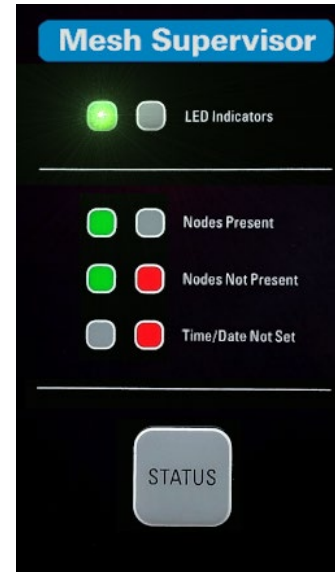 Mesh Supervisor
LED Indicators
Nodes Present
Nodes Not Present
Time/Date Not Set
STATUS